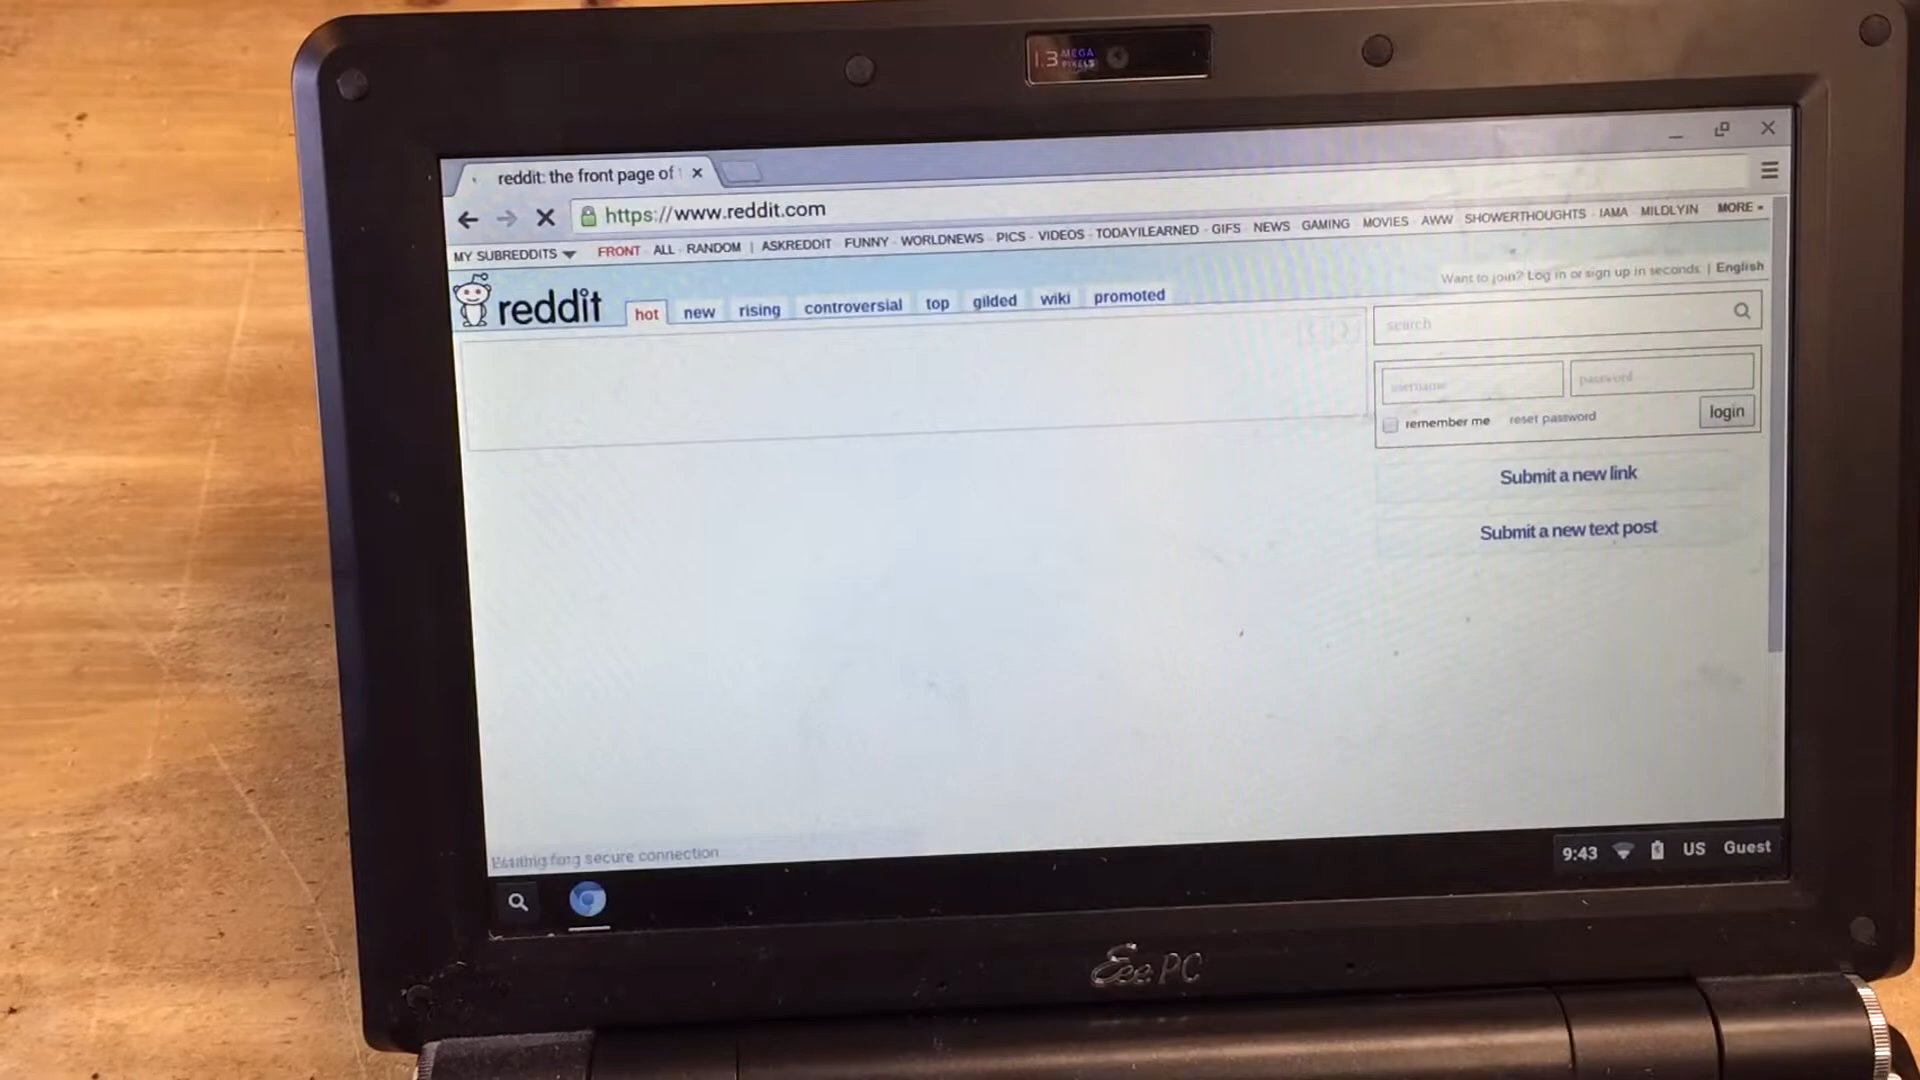 1.3 MEGA PIXELS
reddit: the front page of
https://www.reddit.com
MY SUBREDDITS FRONT - ALL - RANDOM | ASKREDDIT - FUNNY - WORLDNEWS - PICS - VIDEOS - TODAYILEARNED - GIFS - NEWS - GAMING - MOVIES - AWW - SHOWERTHOUGHTS - IAMA - MILDLYIN MORE »
Want to join? Log in or sign up in seconds. | English
reddit hot new rising controversial top gilded wiki promoted
search
username password
remember me reset password login
Submit a new link
Submit a new text post
secure connection
9:43 US Guest
Eee PC